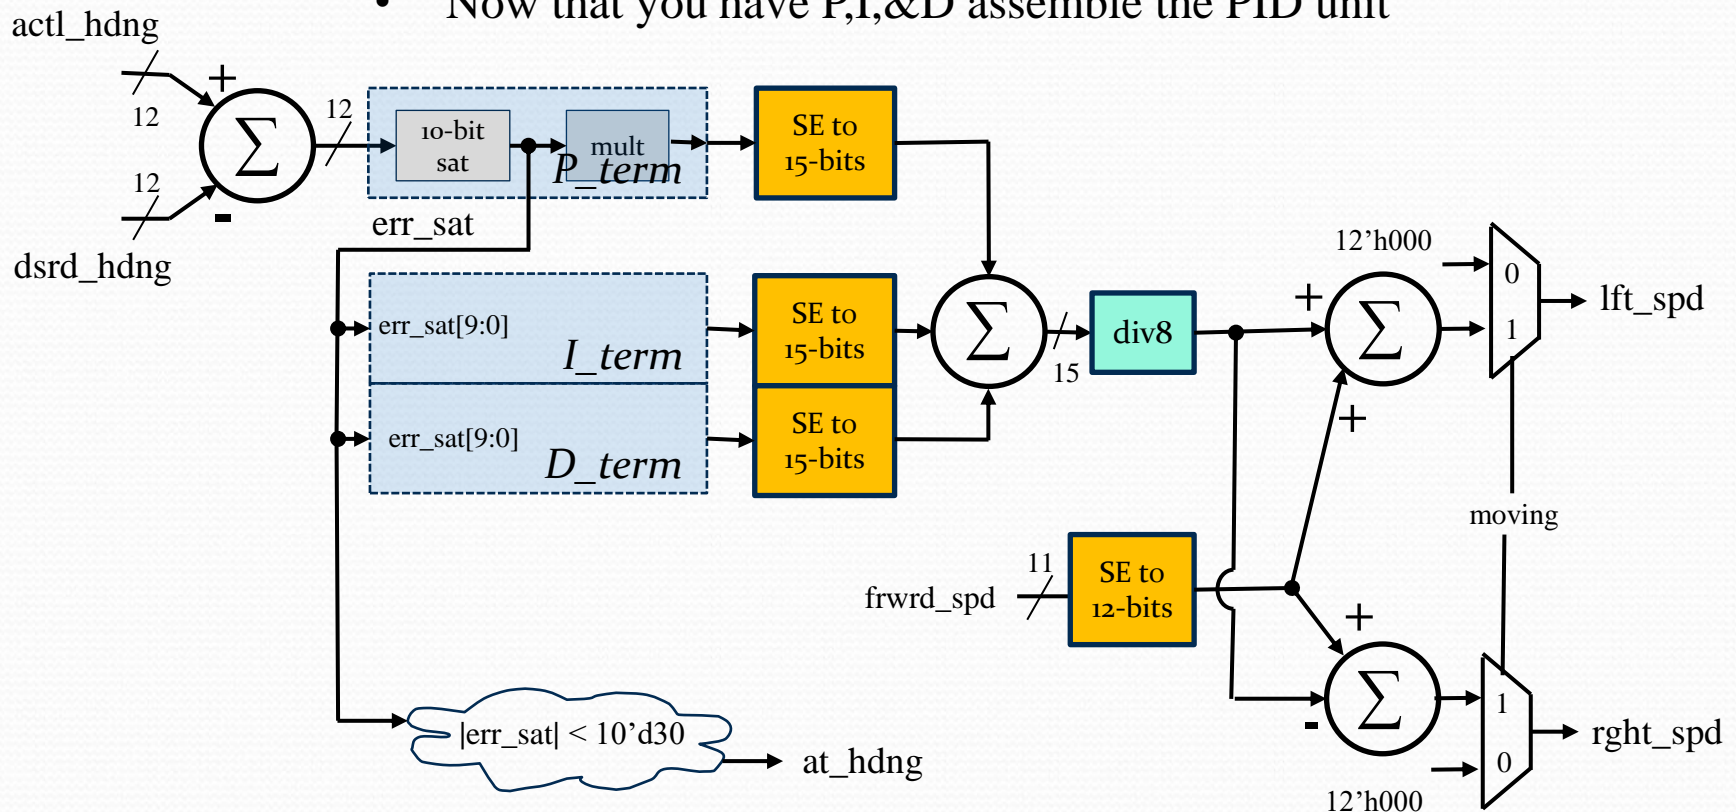 • Now that you have P,I,&D assemble the PID unit
actl_hdng
12
+
Σ
12
12
-
dsrd_hdng
10-bit
sat
mult
P_term
SE to
15-bits
err_sat
err_sat[9:0]
I_term
SE to
15-bits
err_sat[9:0]
D_term
SE to
15-bits
Σ
15
div8
12'h000
+
Σ
+
0
1
lft_spd
moving
frwrd_spd
11
SE to
12-bits
+
Σ
-
1
0
rght_spd
12'h000
|err_sat| < 10'd30
at_hdng